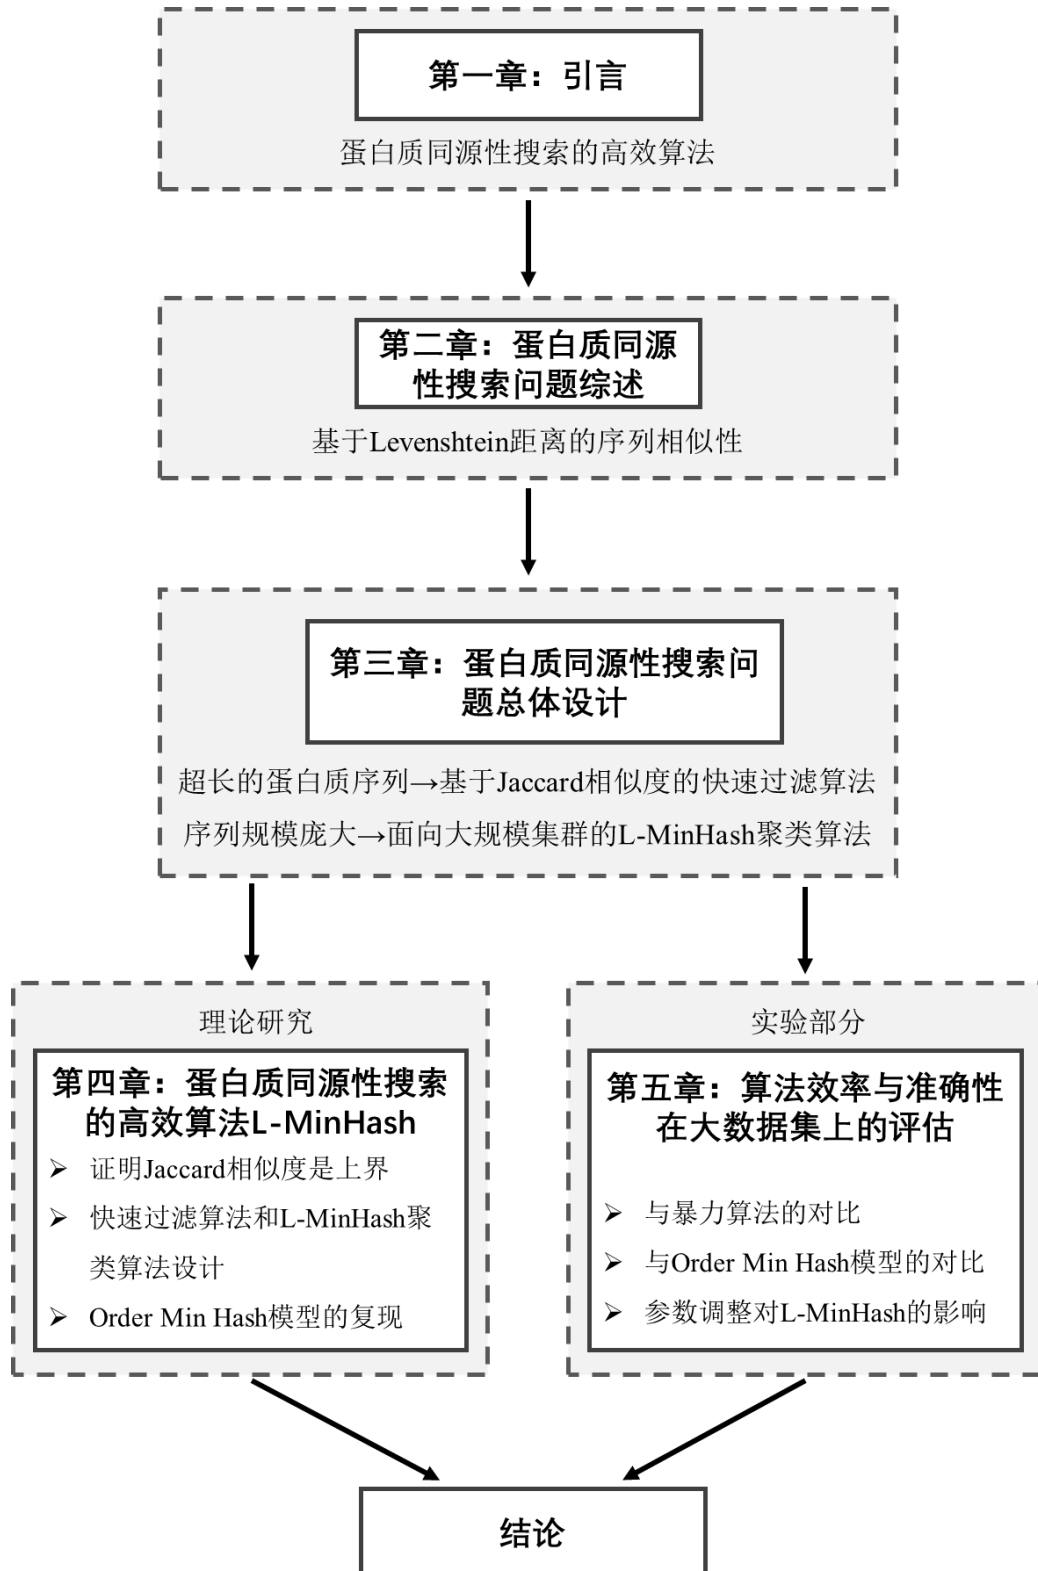 第一章：引言
蛋白质同源性搜索的高效算法
第二章：蛋白质同源
性搜索问题综述
基于Levenshtein距离的序列相似性
第三章：蛋白质同源性搜索问
题总体设计
超长的蛋白质序列→基于Jaccard相似度的快速过滤算法
序列规模庞大→面向大规模集群的L-MinHash聚类算法
理论研究
第四章：蛋白质同源性搜索
的高效算法L-MinHash
➢ 证明Jaccard相似度是上界
➢ 快速过滤算法和L-MinHash聚
类算法设计
➢ Order Min Hash模型的复现
实验部分
第五章：算法效率与准确性
在大数据集上的评估
➢ 与暴力算法的对比
➢ 与Order Min Hash模型的对比
➢ 参数调整对L-MinHash的影响
结论